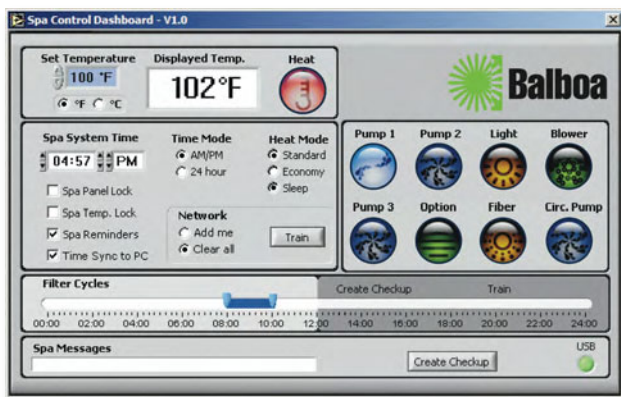 Spa Control Dashboard - V1.0
Set Temperature
Displayed Temp.
Heat
100 °F
102°F
°F
°C
Balboa
Spa System Time
Time Mode
Heat Mode
04:57
PM
AM/PM
24 hour
Standard
Economy
Sleep
Spa Panel Lock
Spa Temp. Lock
Spa Reminders
Time Sync to PC
Network
Add me
Clear all
Train
Pump 1
Pump 2
Light
Blower
Pump 3
Option
Fiber
Circ. Pump
Filter Cycles
Create Checkup
Train
00:00 02:00 04:00 06:00 08:00 10:00 12:00 14:00 16:00 18:00 20:00 22:00 24:00
Spa Messages
Create Checkup
USB